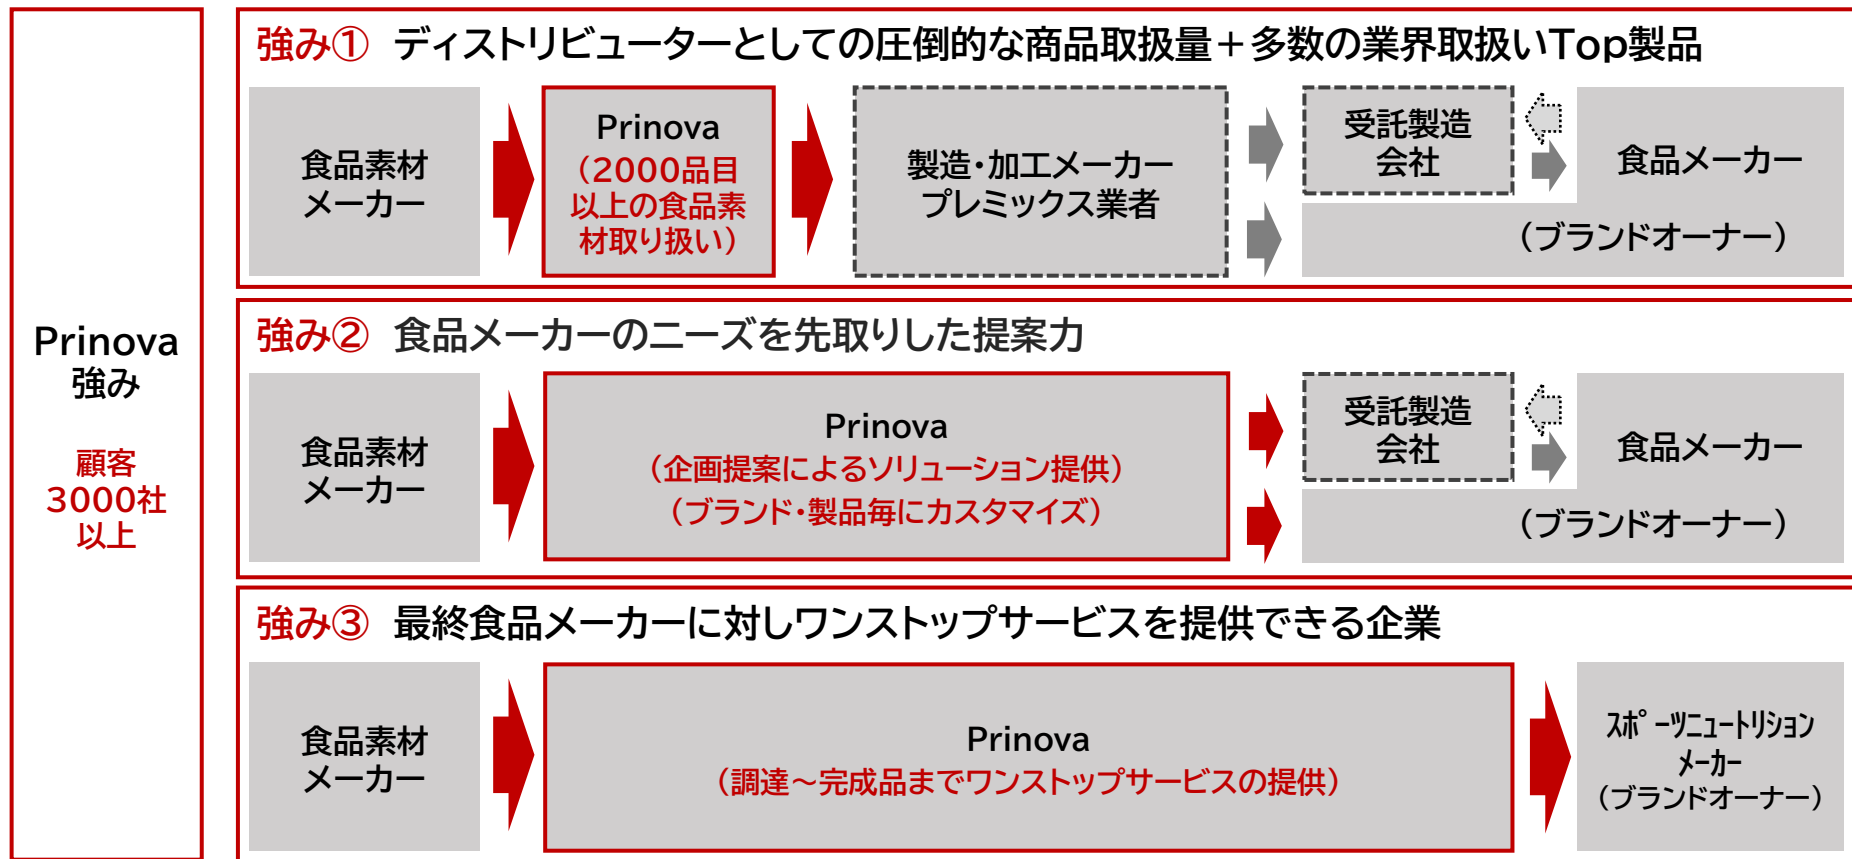 Prinova
強み
顧客
3000社
以上
強み① ディストリビューターとしての圧倒的な商品取扱量＋多数の業界取扱いTop製品
食品素材
メーカー
Prinova
（2000品目
以上の食品素
材取り扱い）
製造・加工メーカー
プレミックス業者
受託製造
会社
食品メーカー
（ブランドオーナー）
強み② 食品メーカーのニーズを先取りした提案力
食品素材
メーカー
Prinova
（企画提案によるソリューション提供）
（ブランド・製品毎にカスタマイズ）
受託製造
会社
食品メーカー
（ブランドオーナー）
強み③ 最終食品メーカーに対しワンストップサービスを提供できる企業
食品素材
メーカー
Prinova
（調達～完成品までワンストップサービスの提供）
ｽﾎﾟｰﾂﾆｭｰﾄﾘｼｮﾝ
ﾒｰｶｰ
（ブランドオーナー）